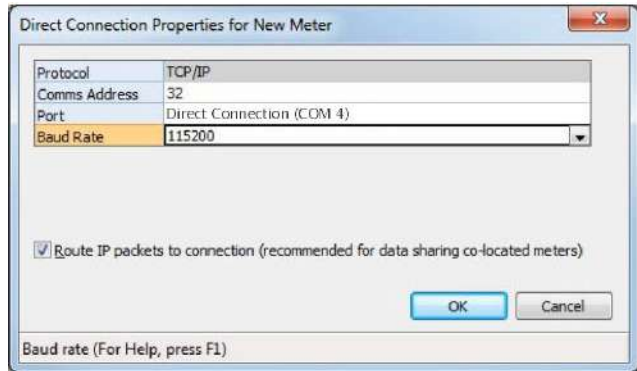 Direct Connection Properties for New Meter
Protocol TCP/IP
Comms Address 32
Port Direct Connection (COM 4)
Baud Rate 115200
Route IP packets to connection (recommended for data sharing co-located meters)
OK Cancel
Baud rate (For Help, press F1)